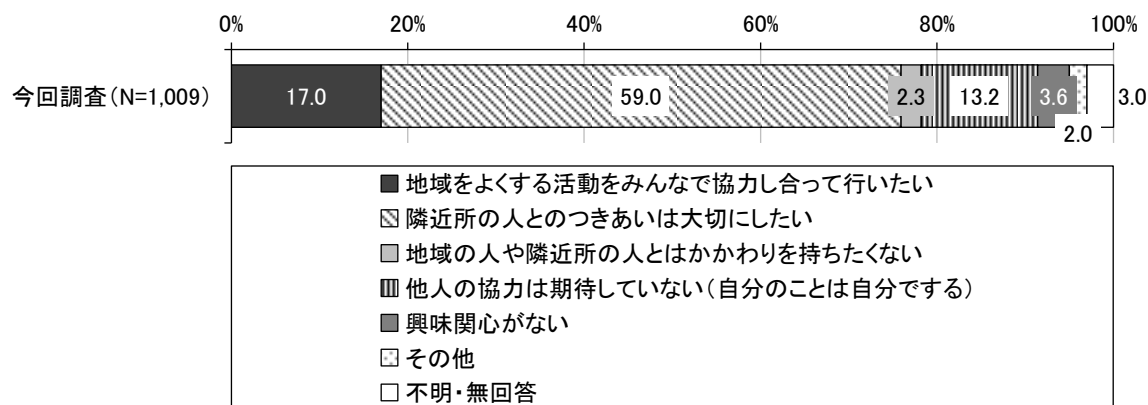 0% 20% 40% 60% 80% 100%
今回調査(N=1,009) 17.0 59.0 2.3 13.2 3.6 2.0 3.0
地域をよくする活動をみんなで協力し合って行いたい
隣近所の人とのつきあいは大切にしたい
地域の人や隣近所の人とはかかわりを持ちたくない
他人の協力は期待していない(自分のことは自分でする)
興味関心がない
その他
不明・無回答